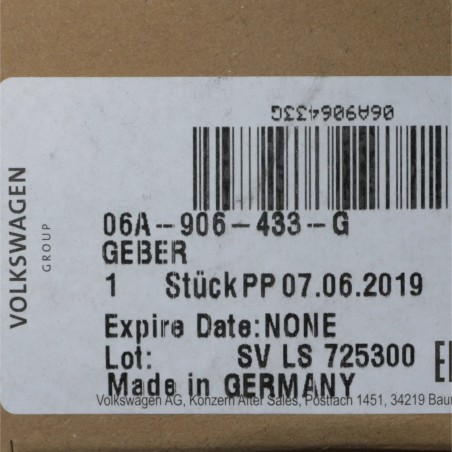 06A906433G
VOLKSWAGEN
GROUP
06A-906-433-G
GEBER
1 Stück PP 07.06.2019
Expire Date: NONE
Lot: SV LS 725300
Made in GERMANY
Volkswagen AG, Konzern After Sales, Postfach 1451, 34219 Bau